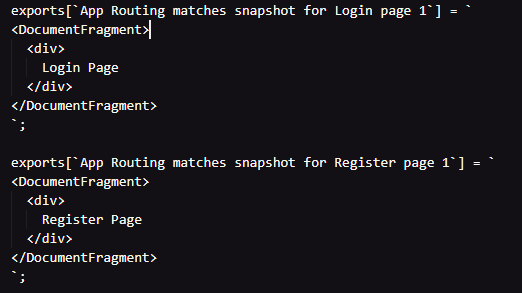 exports[`App Routing matches snapshot for Login page 1`] = `
<DocumentFragment>
  <div>
    Login Page
  </div>
</DocumentFragment>
`;

exports[`App Routing matches snapshot for Register page 1`] = `
<DocumentFragment>
  <div>
    Register Page
  </div>
</DocumentFragment>
`;